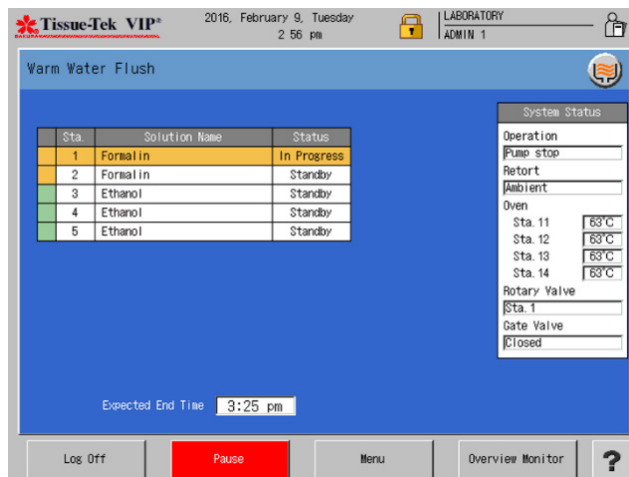 Tissue-Tek VIP®
2016, February 9, Tuesday
2 56 pm
LABORATORY
ADMIN 1
Warm Water Flush
Sta. Solution Name Status
1 Formalin In Progress
2 Formalin Standby
3 Ethanol Standby
4 Ethanol Standby
5 Ethanol Standby
System Status
Operation
Pump stop
Retort
Ambient
Oven
Sta. 11 63°C
Sta. 12 63°C
Sta. 13 63°C
Sta. 14 63°C
Rotary Valve
Sta. 1
Gate Valve
Closed
Expected End Time 3:25 pm
Log Off Pause Menu Overview Monitor ?